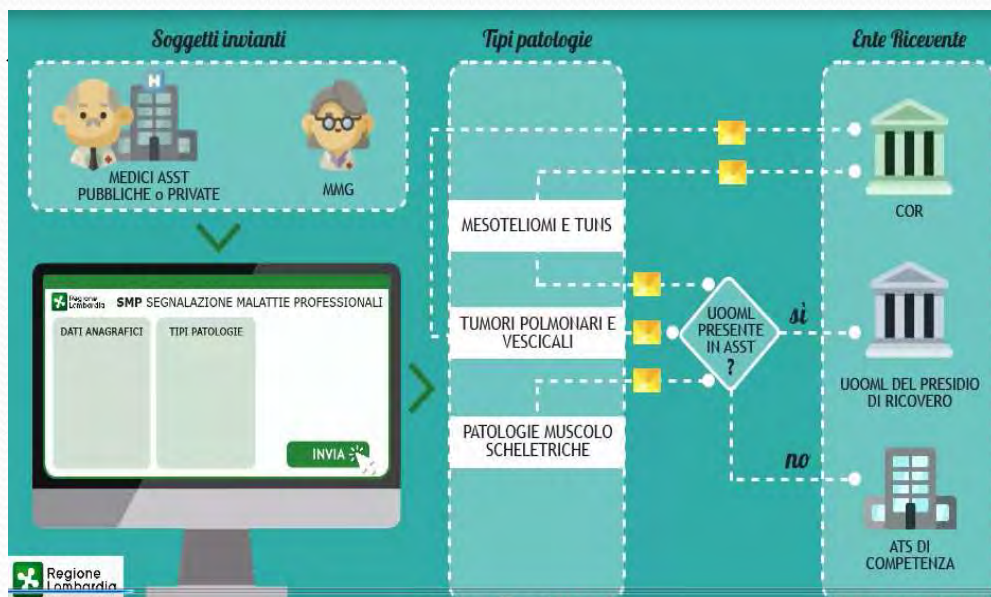 Soggetti invianti
Tipi patologie
Ente Ricevente
H
MEDICI ASST
PUBBLICHE o PRIVATE
MMG
COR
MESOTELIOMI E TUNS
Regione
Lombardia
SMP SEGNALAZIONE MALATTIE PROFESSIONALI
DATI ANAGRAFICI
TIPI PATOLOGIE
INVIA
TUMORI POLMONARI E
VESCICALI
UOOML
PRESENTE
IN ASST
?
sì
UOOML DEL PRESIDIO
DI RICOVERO
PATOLOGIE MUSCOLO
SCHELETRICHE
no
ATS DI
COMPETENZA
Regione
Lombardia